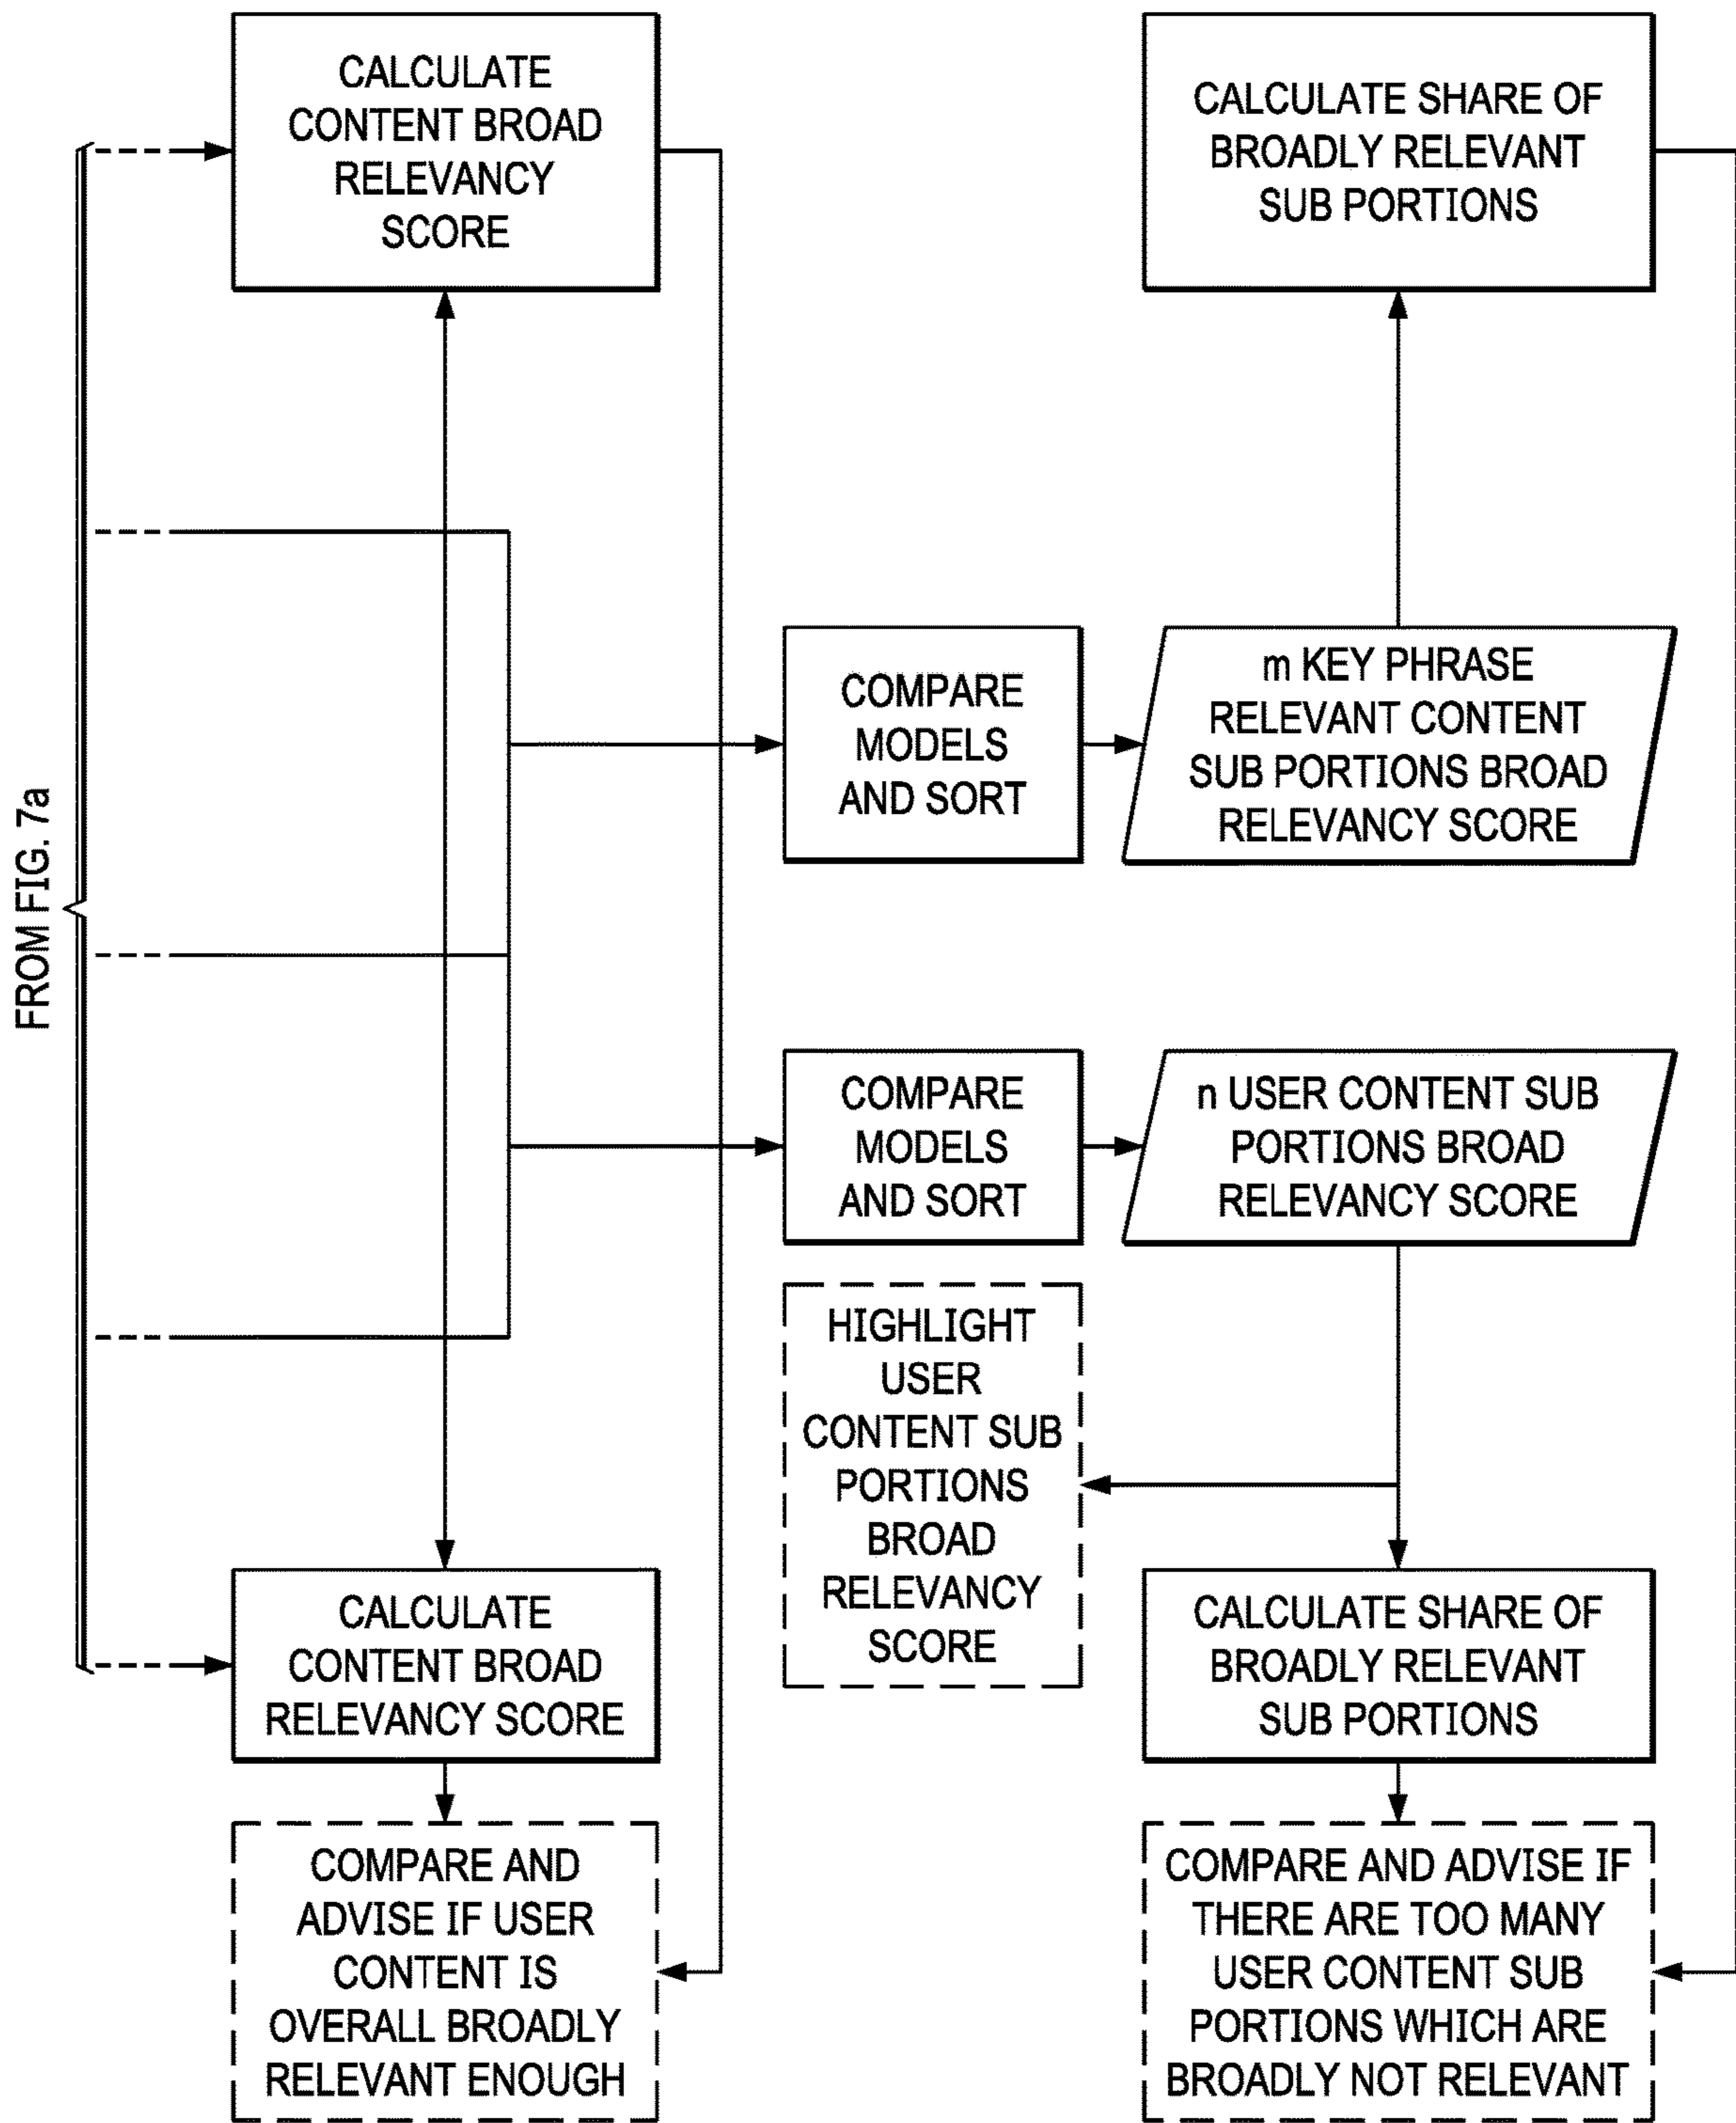 CALCULATE
CONTENT BROAD
RELEVANCY
SCORE
CALCULATE SHARE OF
BROADLY RELEVANT
SUB PORTIONS
FROM FIG. 7a
COMPARE
MODELS
AND SORT
m KEY PHRASE
RELEVANT CONTENT
SUB PORTIONS BROAD
RELEVANCY SCORE
COMPARE
MODELS
AND SORT
n USER CONTENT SUB
PORTIONS BROAD
RELEVANCY SCORE
HIGHLIGHT
USER
CONTENT SUB
PORTIONS
BROAD
RELEVANCY
SCORE
CALCULATE
CONTENT BROAD
RELEVANCY SCORE
CALCULATE SHARE OF
BROADLY RELEVANT
SUB PORTIONS
COMPARE AND
ADVISE IF USER
CONTENT IS
OVERALL BROADLY
RELEVANT ENOUGH
COMPARE AND ADVISE IF
THERE ARE TOO MANY
USER CONTENT SUB
PORTIONS WHICH ARE
BROADLY NOT RELEVANT